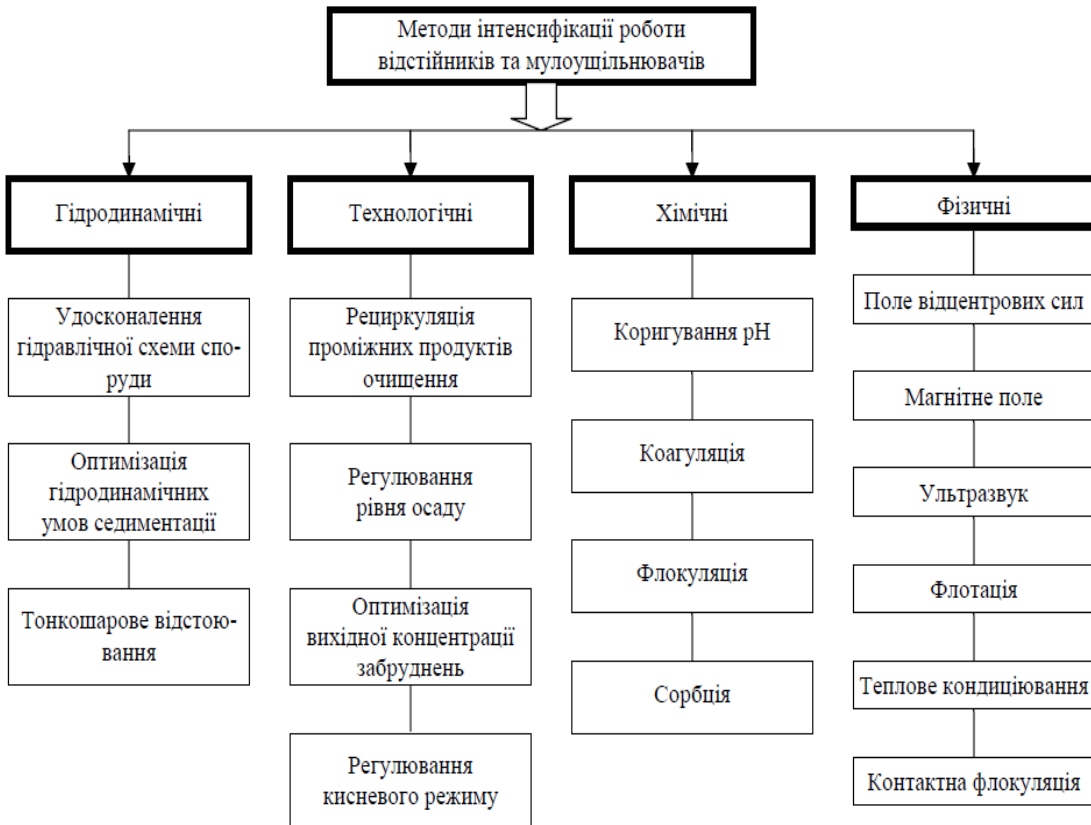 Методи інтенсифікації роботи
відстійників та мулоущільнювачів
Гідродинамічні
Технологічні
Хімічні
Фізичні
Удосконалення
гідравлічної схеми спо-
руди
Оптимізація
гідродинамічних
умов седиментації
Тонкошарове відстою-
вання
Рециркуляція
проміжних продуктів
очищення
Регулювання
рівня осаду
Оптимізація
вихідної концентрації
забруднень
Регулювання
кисневого режиму
Коригування рН
Коагуляція
Флокуляція
Сорбція
Поле відцентрових сил
Магнітне поле
Ультразвук
Флотація
Теплове кондиціювання
Контактна флокуляція